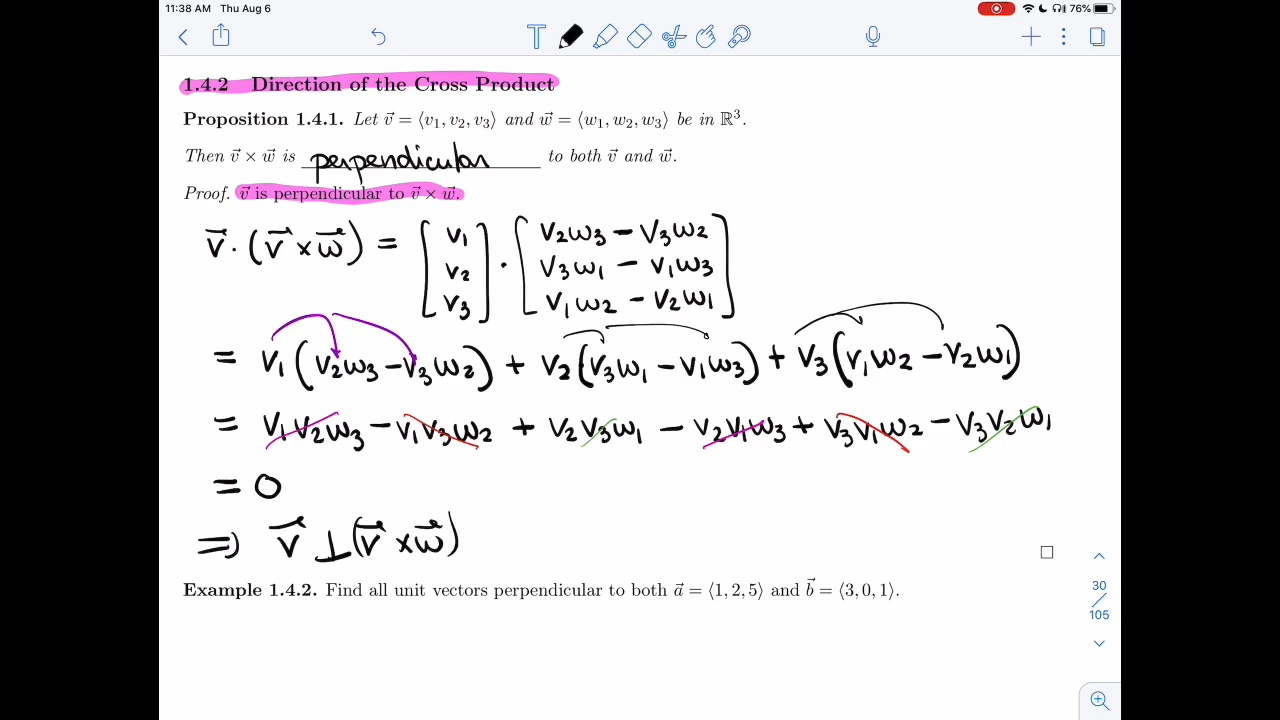 11:38 AM Thu Aug 6 76%
1.4.2 Direction of the Cross Product
Proposition 1.4.1. Let v⃗ = ⟨v₁, v₂, v₃⟩ and w⃗ = ⟨w₁, w₂, w₃⟩ be in ℝ³.
Then v⃗ × w⃗ is perpendicular to both v⃗ and w⃗.
Proof. v⃗ is perpendicular to v⃗ × w⃗.
v⃗ · (v⃗ × w⃗) = [v₁ v₂ v₃] · [v₂w₃ − v₃w₂ v₃w₁ − v₁w₃ v₁w₂ − v₂w₁]
= v₁(v₂w₃ − v₃w₂) + v₂(v₃w₁ − v₁w₃) + v₃(v₁w₂ − v₂w₁)
= v₁v₂w₃ − v₁v₃w₂ + v₂v₃w₁ − v₂v₁w₃ + v₃v₁w₂ − v₃v₂w₁
= 0
⇒ v⃗ ⊥ (v⃗ × w⃗)
□
Example 1.4.2. Find all unit vectors perpendicular to both a⃗ = ⟨1, 2, 5⟩ and b⃗ = ⟨3, 0, 1⟩.
30
105